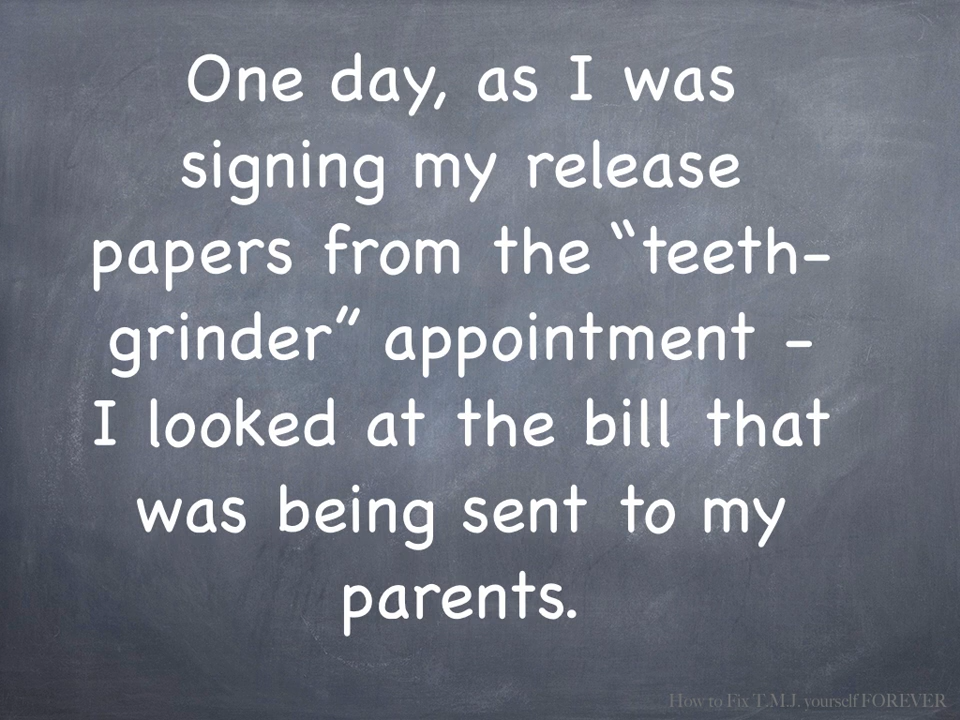 One day, as I was
signing my release
papers from the “teeth-
grinder” appointment -
I looked at the bill that
was being sent to my
parents.
How to Fix T.M.J. yourself FOREVER